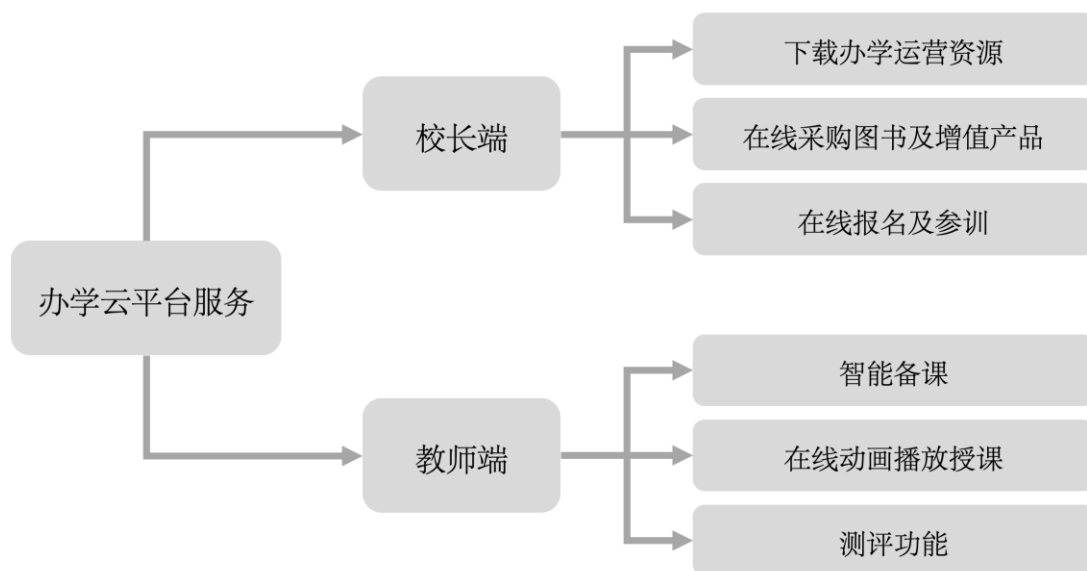 办学云平台服务
校长端
下载办学运营资源
在线采购图书及增值产品
在线报名及参训
教师端
智能备课
在线动画播放授课
测评功能